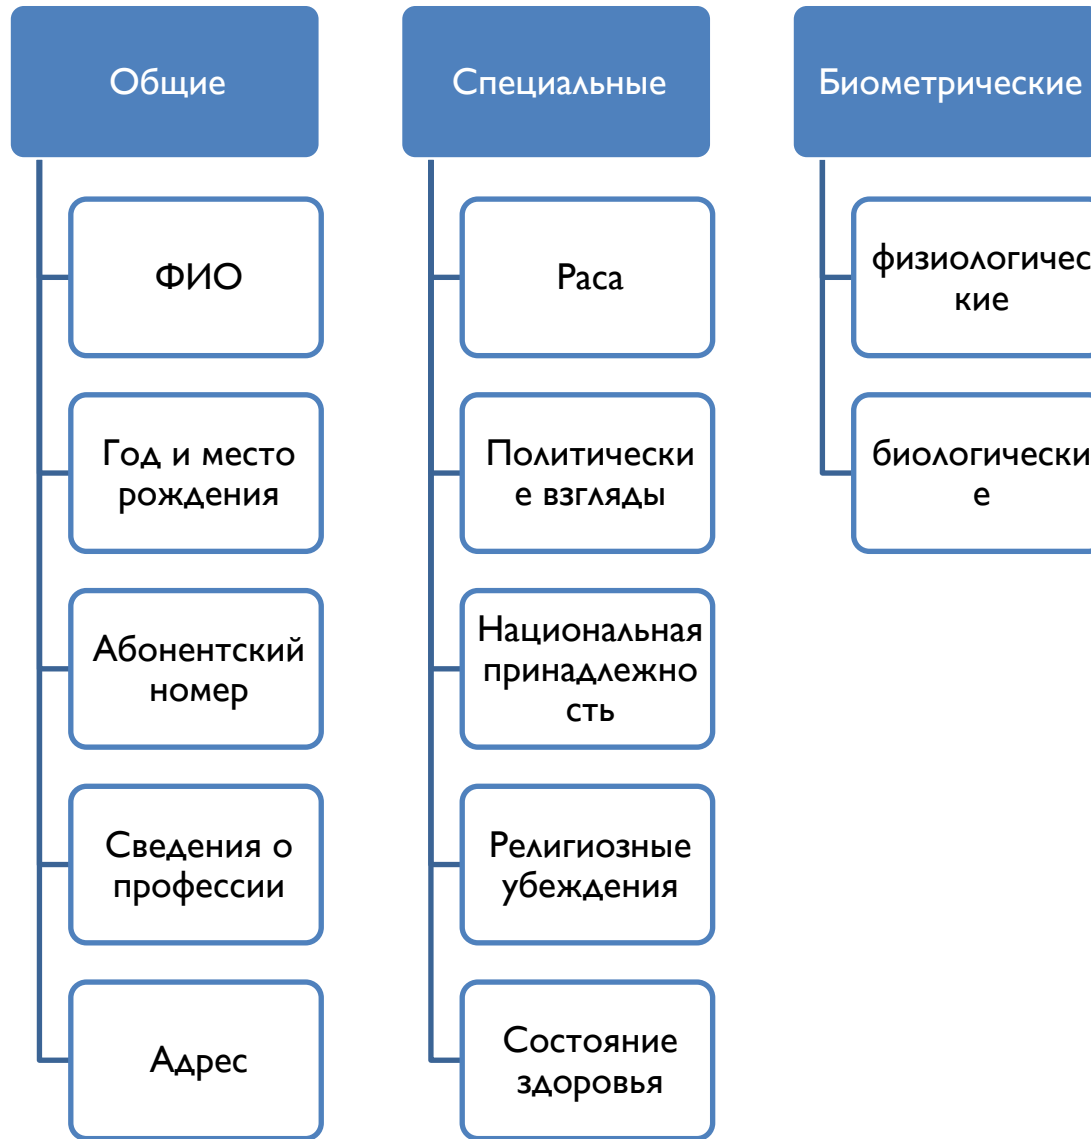 Общие
ФИО
Год и место
рождения
Абонентский
номер
Сведения о
профессии
Адрес
Специальные
Раса
Политически
е взгляды
Национальная
принадлежно
сть
Религиозные
убеждения
Состояние
здоровья
Биометрические
физиологичес
кие
биологически
е